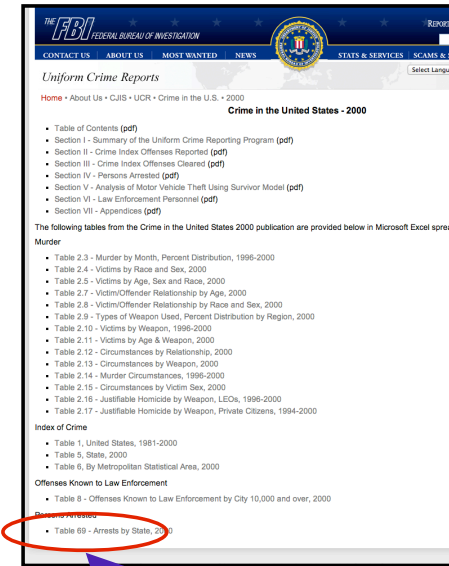 THE FBI FEDERAL BUREAU OF INVESTIGATION
REPORT
CONTACT US ABOUT US MOST WANTED NEWS STATS & SERVICES SCAMS &
Select Langu
Uniform Crime Reports
Home • About Us • CJIS • UCR • Crime in the U.S. • 2000
Crime in the United States - 2000
Table of Contents (pdf)
Section I - Summary of the Uniform Crime Reporting Program (pdf)
Section II - Crime Index Offenses Reported (pdf)
Section III - Crime Index Offenses Cleared (pdf)
Section IV - Persons Arrested (pdf)
Section V - Analysis of Motor Vehicle Theft Using Survivor Model (pdf)
Section VI - Law Enforcement Personnel (pdf)
Section VII - Appendices (pdf)
The following tables from the Crime in the United States 2000 publication are provided below in Microsoft Excel sprea
Murder
Table 2.3 - Murder by Month, Percent Distribution, 1996-2000
Table 2.4 - Victims by Race and Sex, 2000
Table 2.5 - Victims by Age, Sex and Race, 2000
Table 2.7 - Victim/Offender Relationship by Age, 2000
Table 2.8 - Victim/Offender Relationship by Race and Sex, 2000
Table 2.9 - Types of Weapon Used, Percent Distribution by Region, 2000
Table 2.10 - Victims by Weapon, 1996-2000
Table 2.11 - Victims by Age & Weapon, 2000
Table 2.12 - Circumstances by Relationship, 2000
Table 2.13 - Circumstances by Weapon, 2000
Table 2.14 - Murder Circumstances, 1996-2000
Table 2.15 - Circumstances by Victim Sex, 2000
Table 2.16 - Justifiable Homicide by Weapon, LEOs, 1996-2000
Table 2.17 - Justifiable Homicide by Weapon, Private Citizens, 1994-2000
Index of Crime
Table 1, United States, 1981-2000
Table 5, State, 2000
Table 6, By Metropolitan Statistical Area, 2000
Offenses Known to Law Enforcement
Table 8 - Offenses Known to Law Enforcement by City 10,000 and over, 2000
Persons Arrested
Table 69 - Arrests by State, 2000